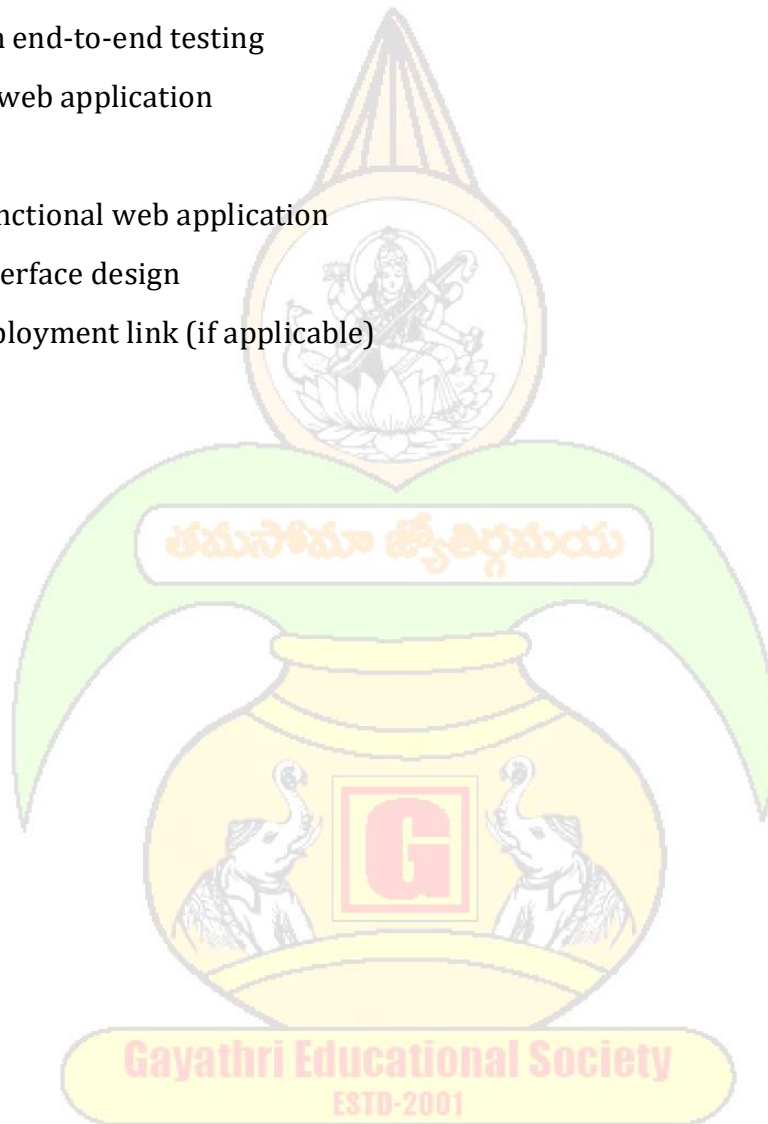 end-to-end testing
web application
nctional web application
erface design
ployment link (if applicable)
తమసోమా జ్యోతిర్గమయ
G
Gayathri Educational Society
ESTD-2001